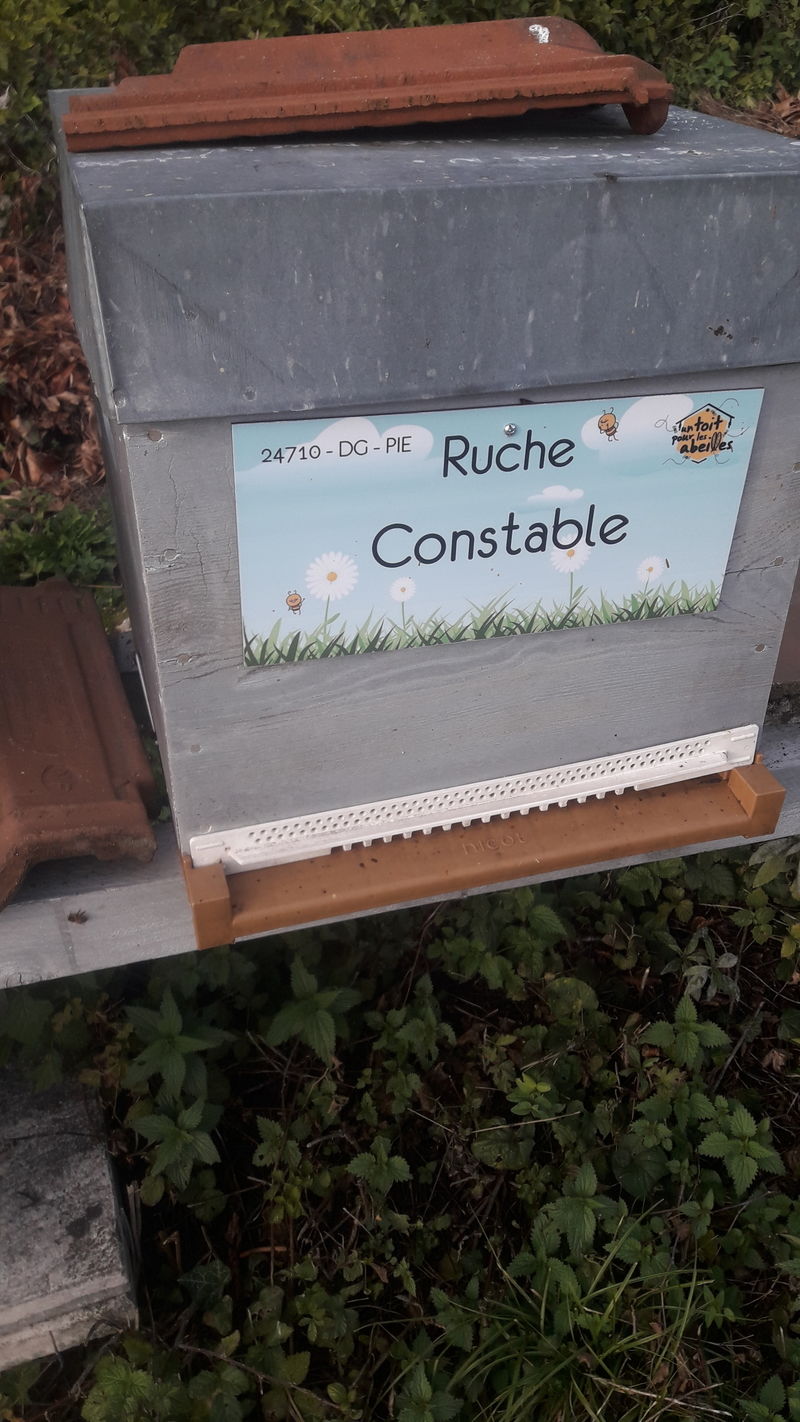 24710 - DG - PIE
Ruche
Constable
un toit
pour les
abeilles
nicot